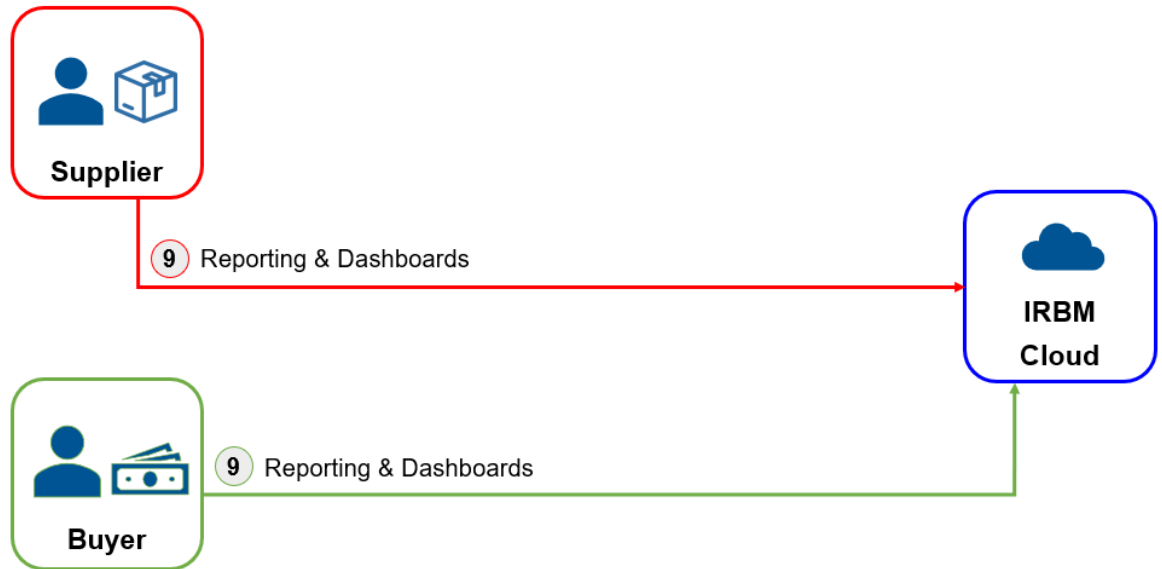 Supplier
9 Reporting & Dashboards
IRBM
Cloud
9 Reporting & Dashboards
Buyer